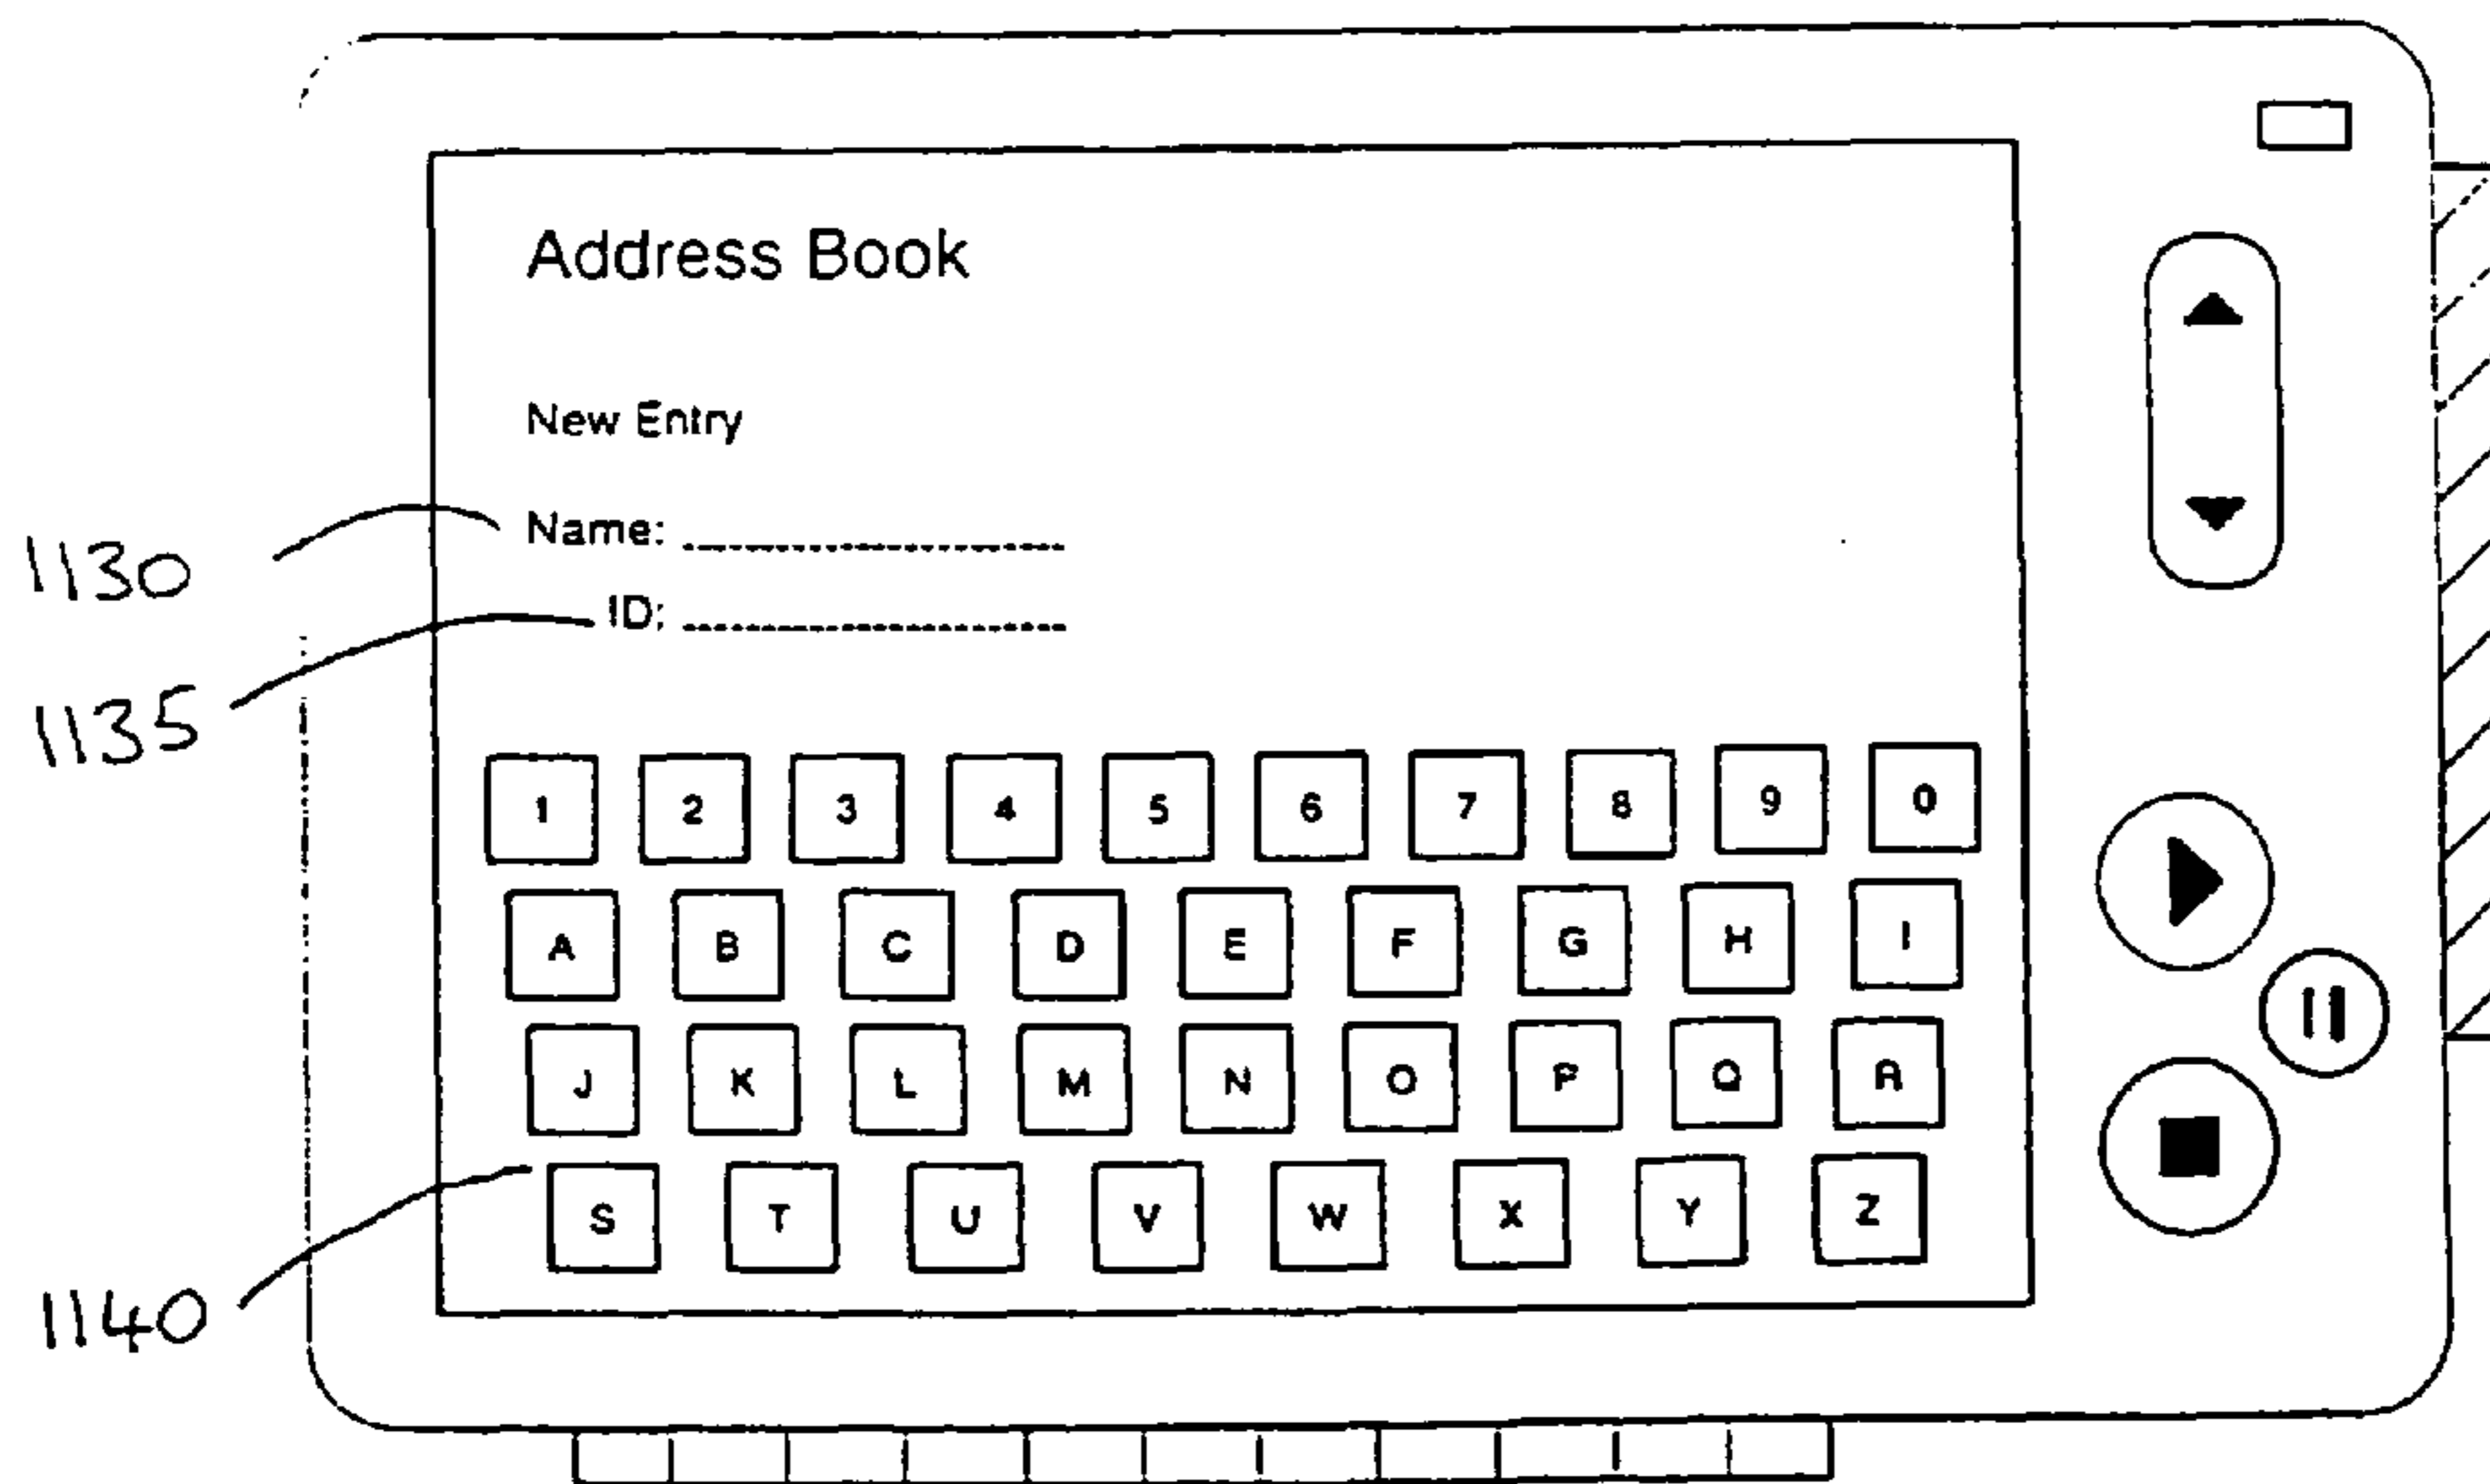 Address Book
New Entry
1130 Name:
1135 ID:
1 2 3 4 5 6 7 8 9 0
A B C D E F G H I
J K L M N O P Q R
1140 S T U V W X Y Z